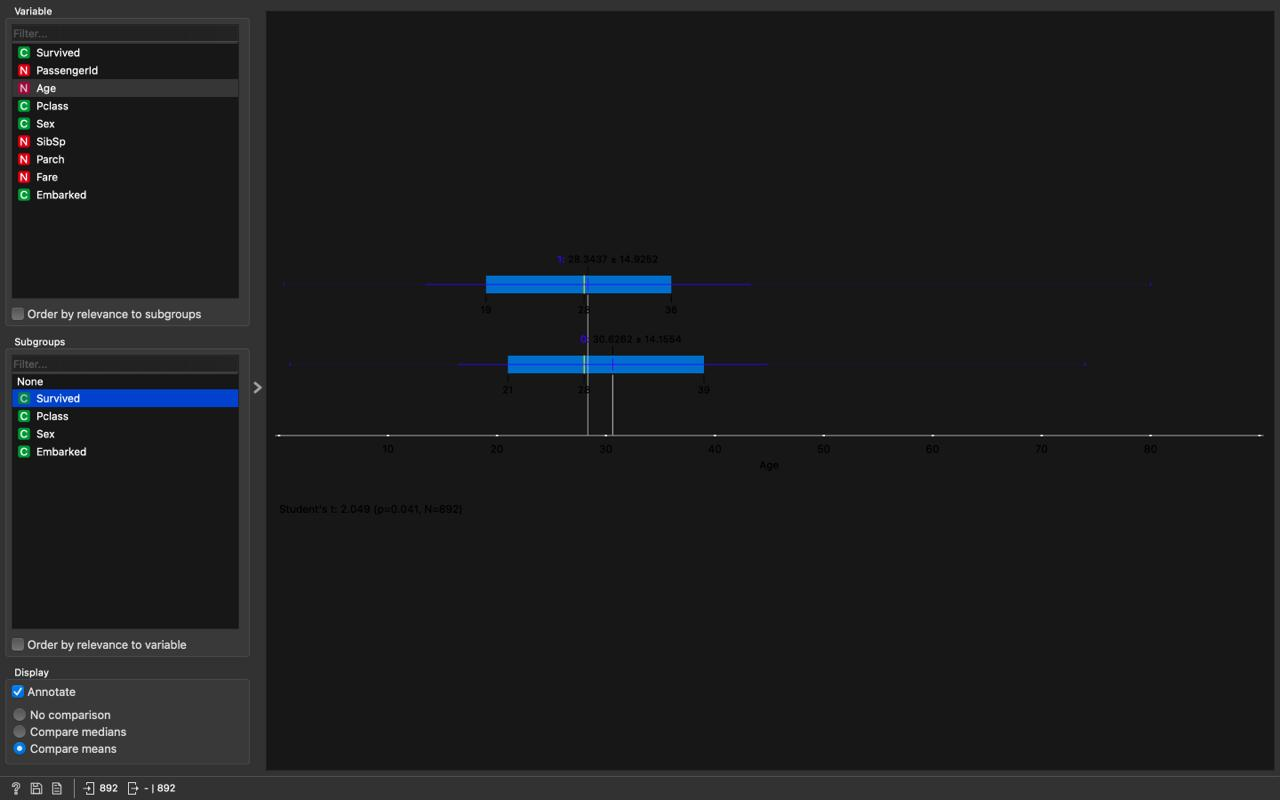 Variable
Filter...
C Survived
N PassengerId
N Age
C Pclass
C Sex
N SibSp
N Parch
N Fare
C Embarked
Order by relevance to subgroups
Subgroups
Filter...
None
C Survived
C Pclass
C Sex
C Embarked
Order by relevance to variable
Display
Annotate
No comparison
Compare medians
Compare means
? 892 - | 892
1: 28.3437 ± 14.9252
19 28 36
0: 30.6262 ± 14.1554
21 28 39
10 20 30 40 50 60 70 80
Age
Student's t: 2.049 (p=0.041, N=892)